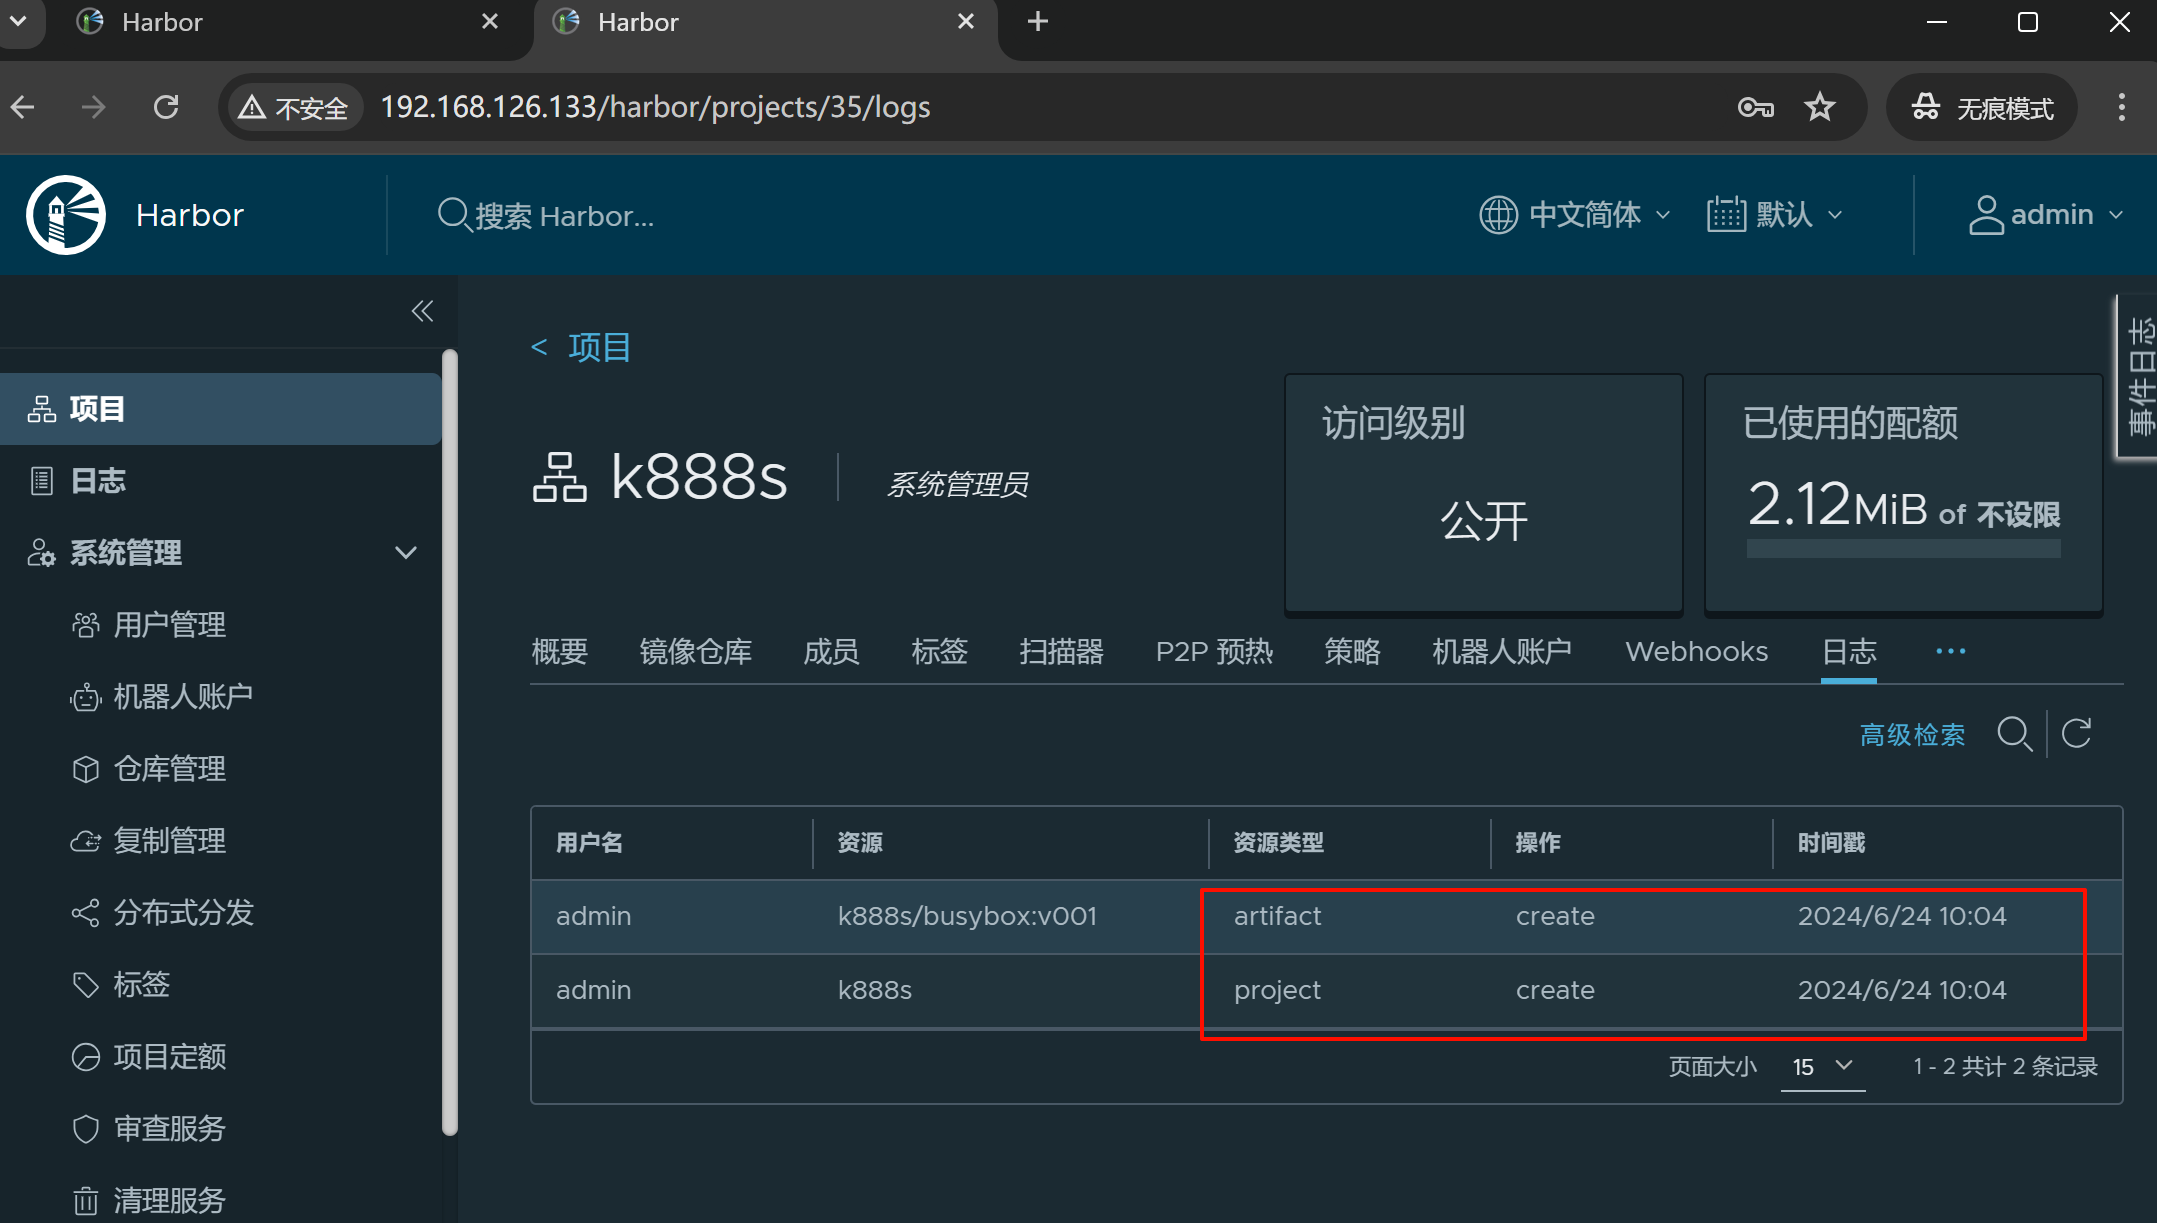 Harbor
Harbor
不安全
192.168.126.133/harbor/projects/35/logs
无痕模式
Harbor
搜索 Harbor...
中文简体
默认
admin
事件日志
< 项目
项目
日志
系统管理
用户管理
机器人账户
仓库管理
复制管理
分布式分发
标签
项目定额
审查服务
清理服务
k888s
系统管理员
访问级别
公开
已使用的配额
2.12MiB of 不设限
概要 镜像仓库 成员 标签 扫描器 P2P 预热 策略 机器人账户 Webhooks 日志 ...
高级检索
用户名 资源 资源类型 操作 时间戳
admin k888s/busybox:v001 artifact create 2024/6/24 10:04
admin k888s project create 2024/6/24 10:04
页面大小 15 1 - 2 共计 2 条记录